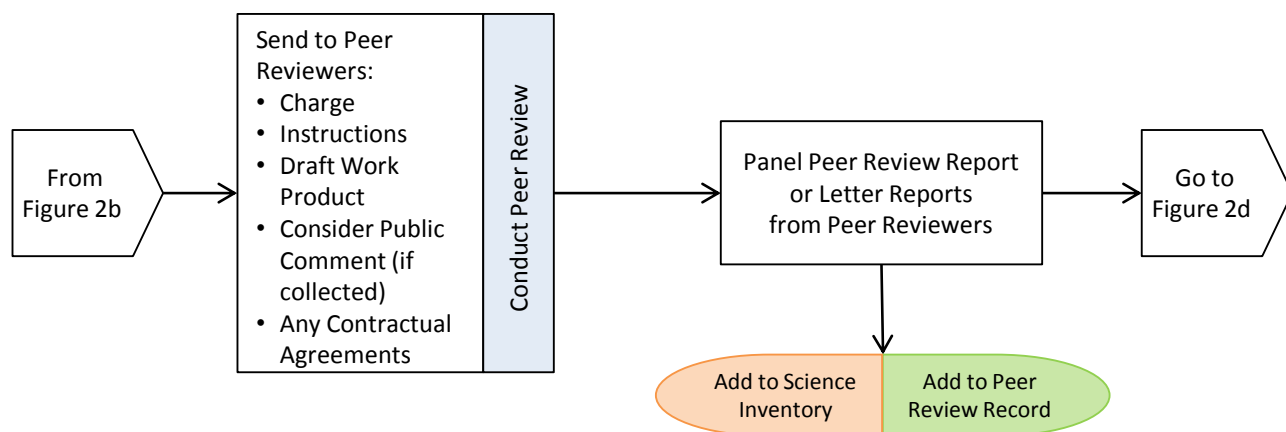 From
Figure 2b
Send to Peer
Reviewers:
• Charge
• Instructions
• Draft Work
Product
• Consider Public
Comment (if
collected)
• Any Contractual
Agreements
Conduct Peer Review
Panel Peer Review Report
or Letter Reports
from Peer Reviewers
Go to
Figure 2d
Add to Science
Inventory
Add to Peer
Review Record